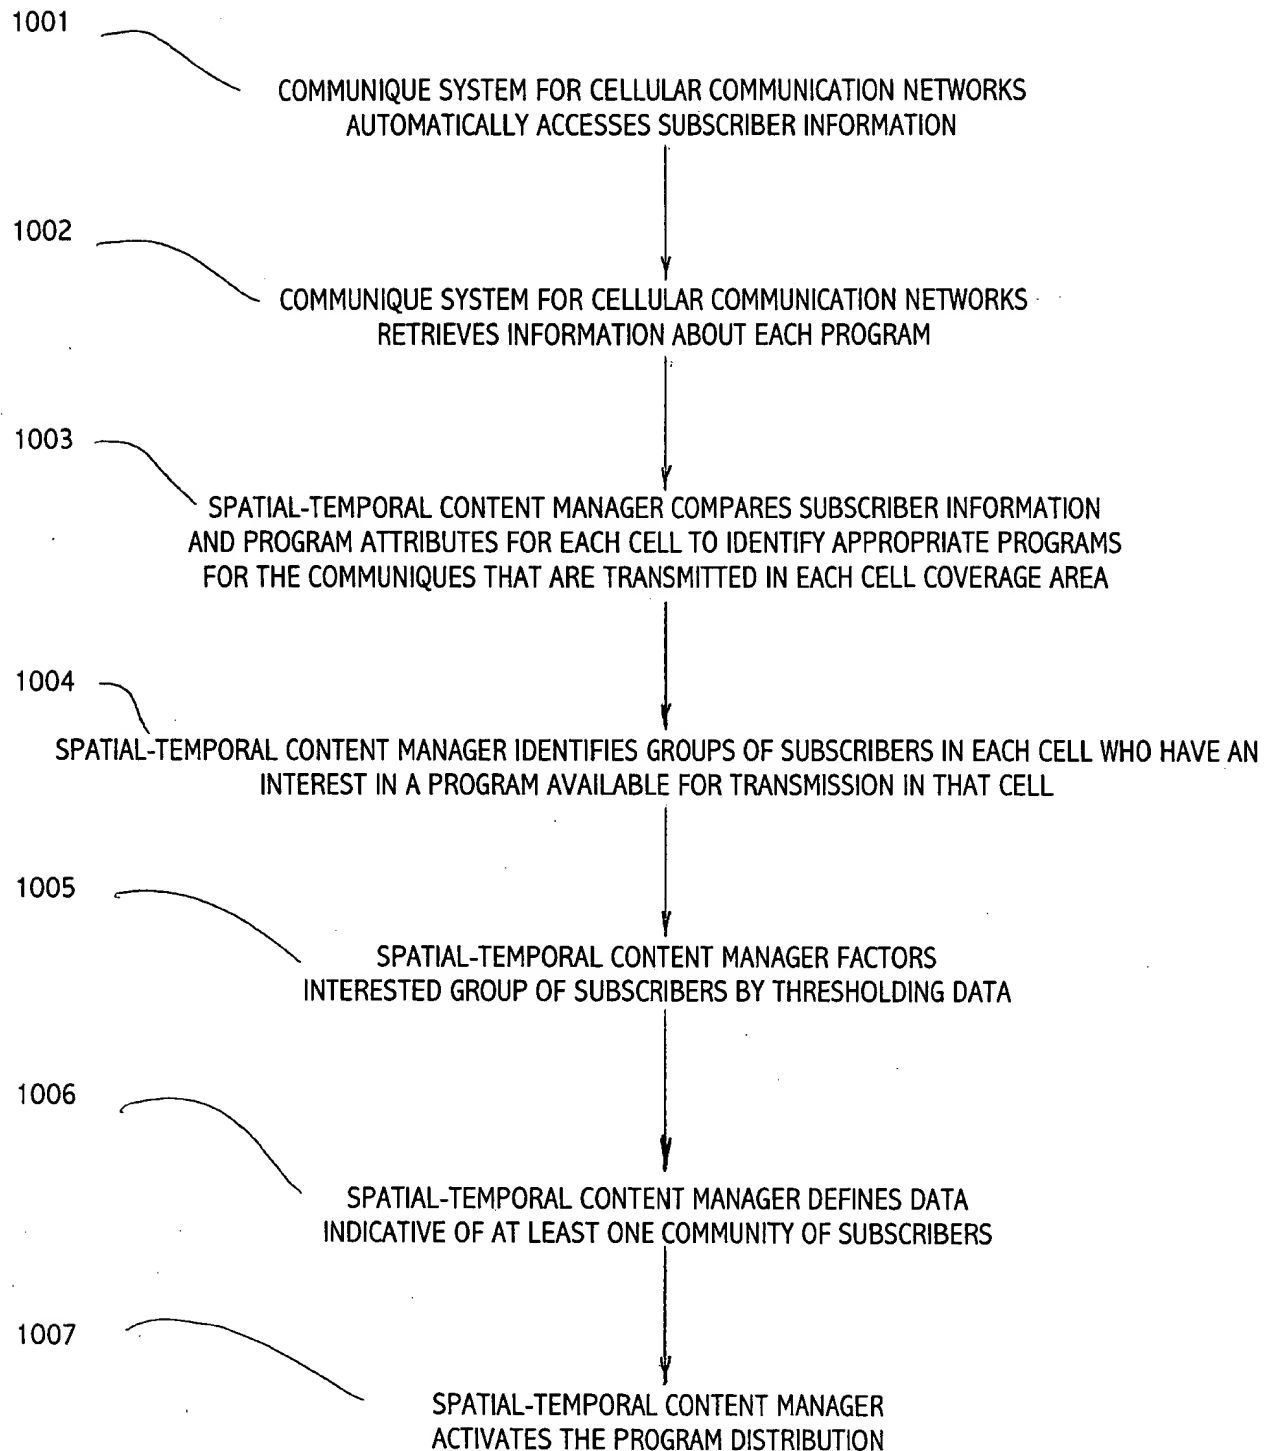 1001
COMMUNIQUE SYSTEM FOR CELLULAR COMMUNICATION NETWORKS
AUTOMATICALLY ACCESSES SUBSCRIBER INFORMATION
1002
COMMUNIQUE SYSTEM FOR CELLULAR COMMUNICATION NETWORKS
RETRIEVES INFORMATION ABOUT EACH PROGRAM
1003
SPATIAL-TEMPORAL CONTENT MANAGER COMPARES SUBSCRIBER INFORMATION
AND PROGRAM ATTRIBUTES FOR EACH CELL TO IDENTIFY APPROPRIATE PROGRAMS
FOR THE COMMUNIQUES THAT ARE TRANSMITTED IN EACH CELL COVERAGE AREA
1004
SPATIAL-TEMPORAL CONTENT MANAGER IDENTIFIES GROUPS OF SUBSCRIBERS IN EACH CELL WHO HAVE AN
INTEREST IN A PROGRAM AVAILABLE FOR TRANSMISSION IN THAT CELL
1005
SPATIAL-TEMPORAL CONTENT MANAGER FACTORS
INTERESTED GROUP OF SUBSCRIBERS BY THRESHOLDING DATA
1006
SPATIAL-TEMPORAL CONTENT MANAGER DEFINES DATA
INDICATIVE OF AT LEAST ONE COMMUNITY OF SUBSCRIBERS
1007
SPATIAL-TEMPORAL CONTENT MANAGER
ACTIVATES THE PROGRAM DISTRIBUTION